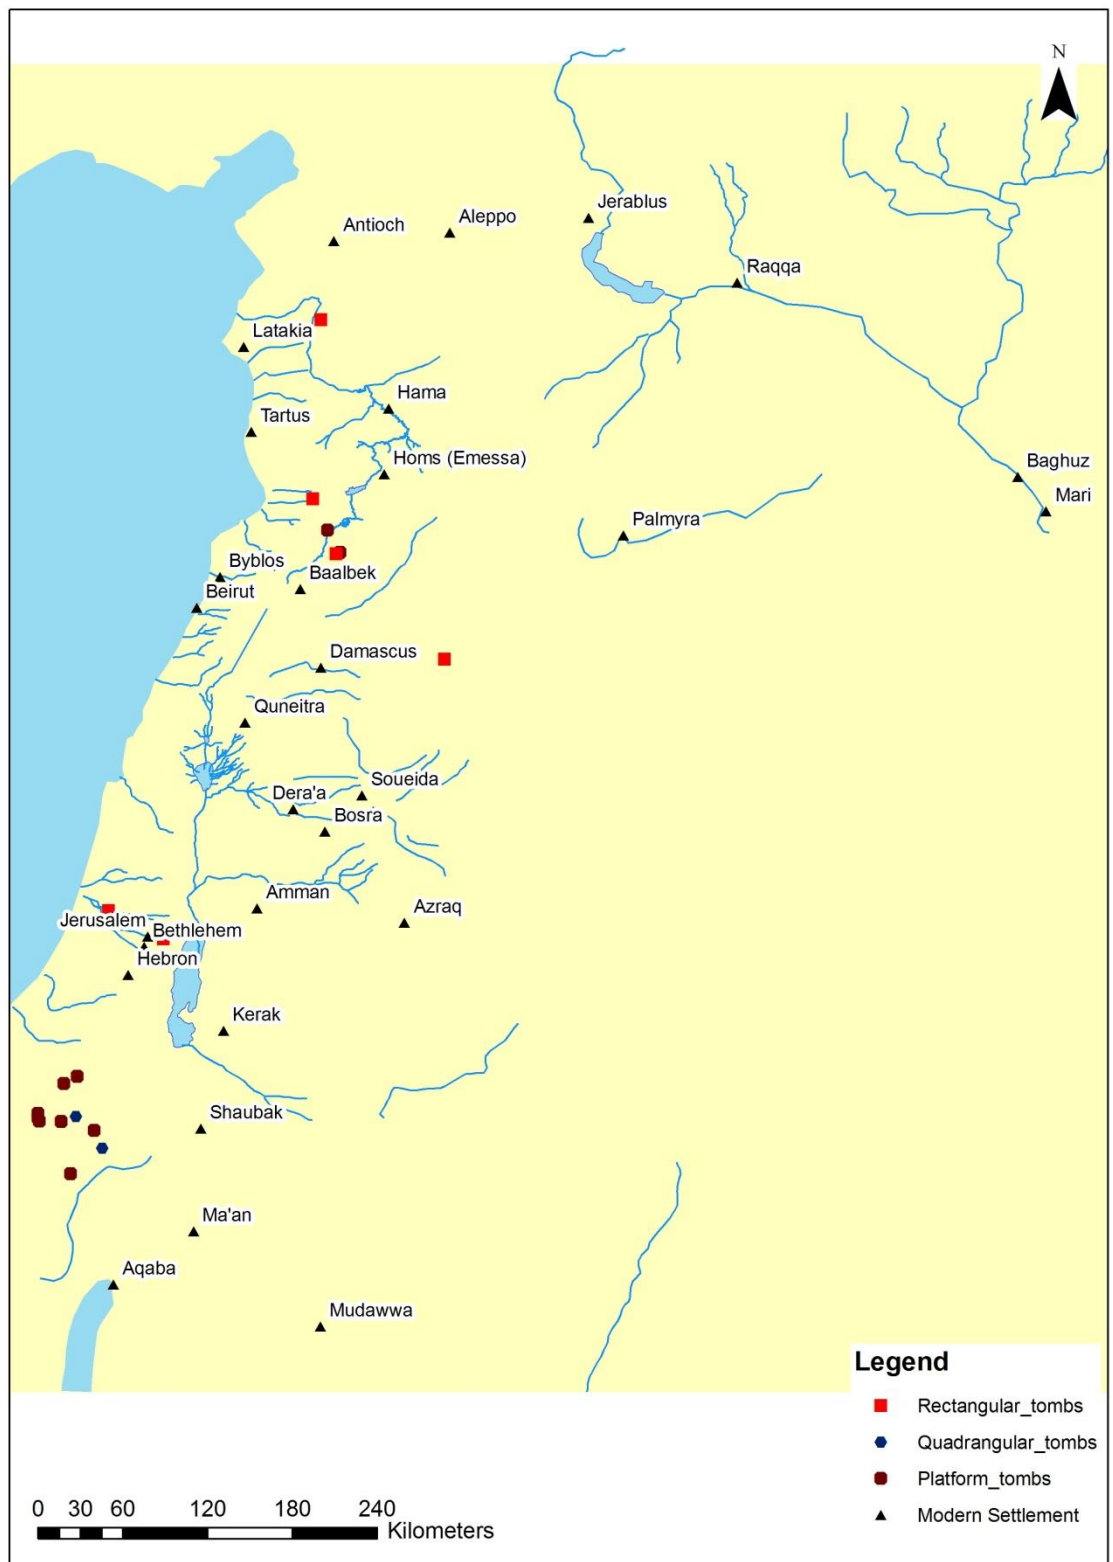 N
Jerablus
Aleppo
Antioch
Raqqa
Latakia
Hama
Tartus
Homs (Emessa)
Baghuz
Mari
Palmyra
Byblos
Baalbek
Beirut
Damascus
Quneitra
Soueida
Dera'a
Bosra
Amman
Azraq
Jerusalem
Bethlehem
Hebron
Kerak
Shaubak
Ma'an
Aqaba
Mudawwa
Legend
Rectangular_tombs
Quadrangular_tombs
Platform_tombs
Modern Settlement
0 30 60 120 180 240
Kilometers